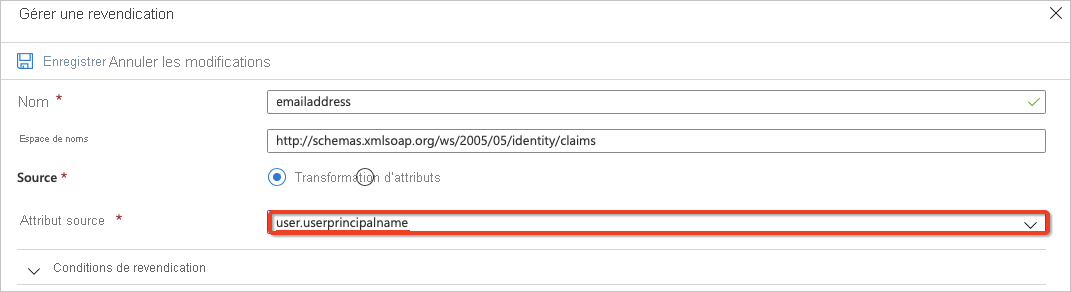 Gérer une revendication
Enregistrer Annuler les modifications
Nom *
emailaddress
Espace de noms
http://schemas.xmlsoap.org/ws/2005/05/identity/claims
Source *
Transformation d'attributs
Attribut source *
user.userprincipalname
Conditions de revendication